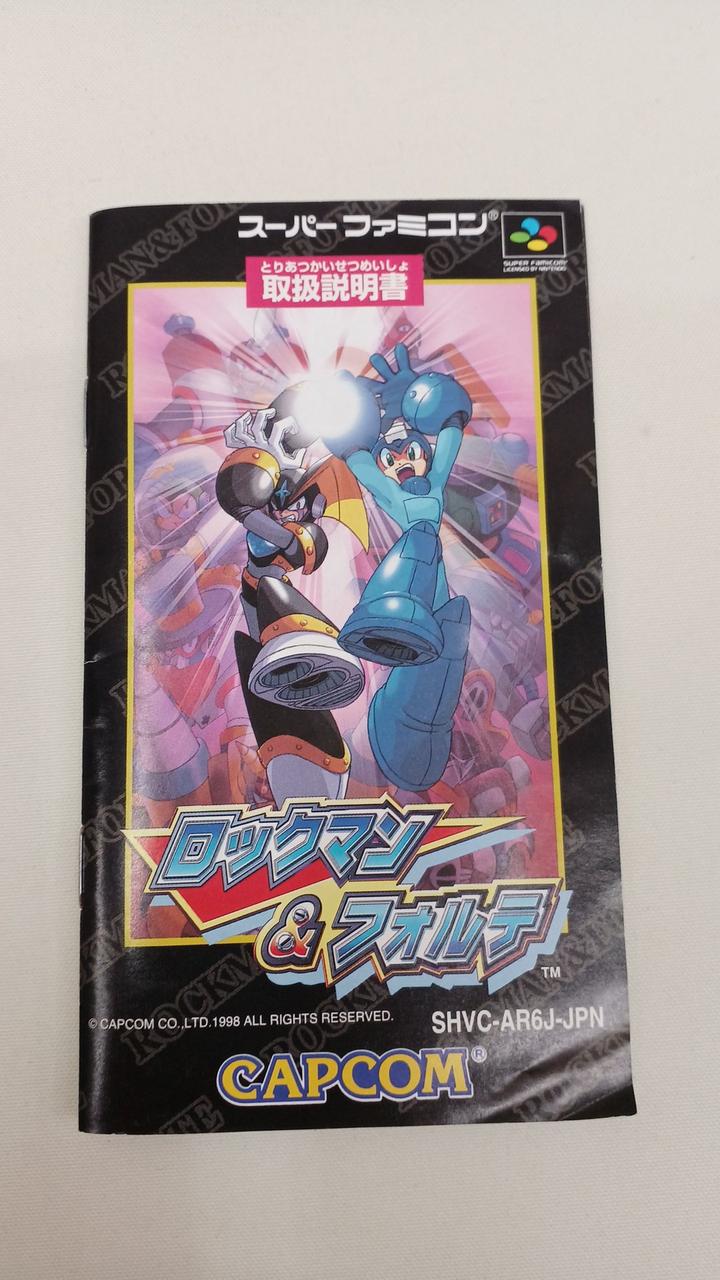 スーパーファミコン®
SUPER FAMICOM™
LICENSED BY NINTENDO
とりあつかいせつめいしょ
取扱説明書
ロックマン
&フォルテ
TM
© CAPCOM CO.,LTD.1998 ALL RIGHTS RESERVED.
SHVC-AR6J-JPN
CAPCOM®